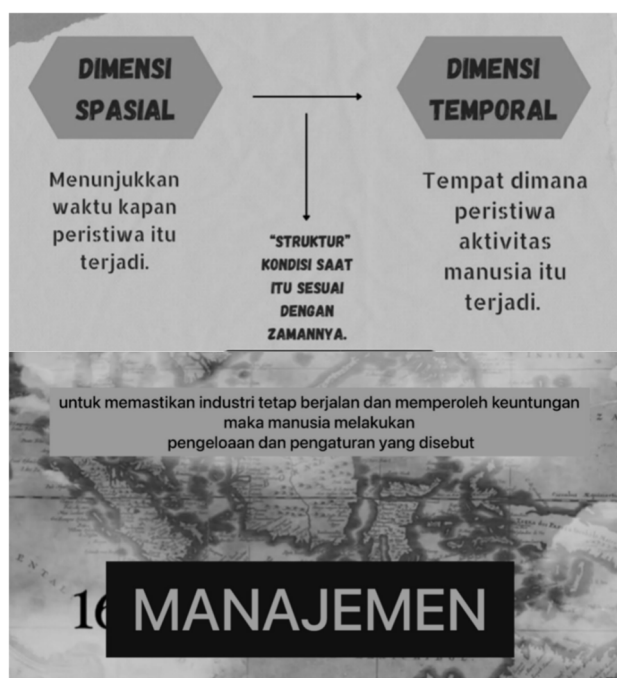 DIMENSI
SPASIAL
Menunjukkan
waktu kapan
peristiwa itu
terjadi.
"STRUKTUR"
KONDISI SAAT
ITU SESUAI
DENGAN
ZAMANNYA.
DIMENSI
TEMPORAL
Tempat dimana
peristiwa
aktivitas
manusia itu
terjadi.
untuk memastikan industri tetap berjalan dan memperoleh keuntungan
maka manusia melakukan
pengeloaan dan pengaturan yang disebut
16
MANAJEMEN